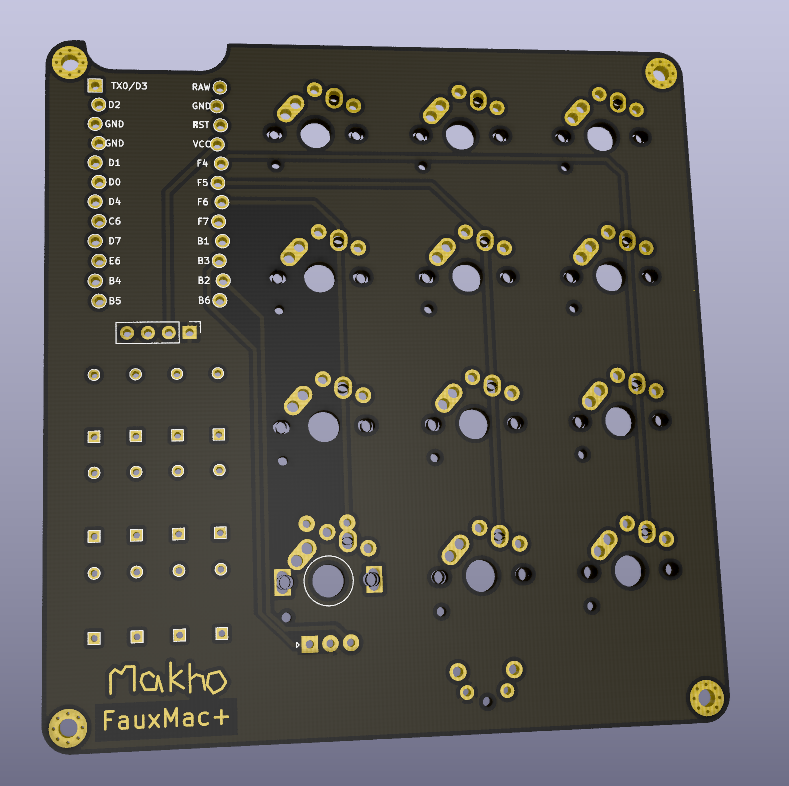 TX0/D3 RAW
D2 GND
GND RST
GND VCC
D1 F4
D0 F5
D4 F6
C6 F7
D7 B1
E6 B3
B4 B2
B5 B6
Makho
FauxMac+